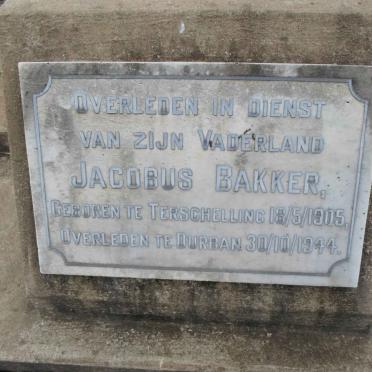 OVERLEDEN IN DIENST
VAN ZIJN VADERLAND
JACOBUS BAKKER,
GEBOREN TE TERSCHELLING 18/5/1905,
OVERLEDEN TE DURBAN 30/10/1944.